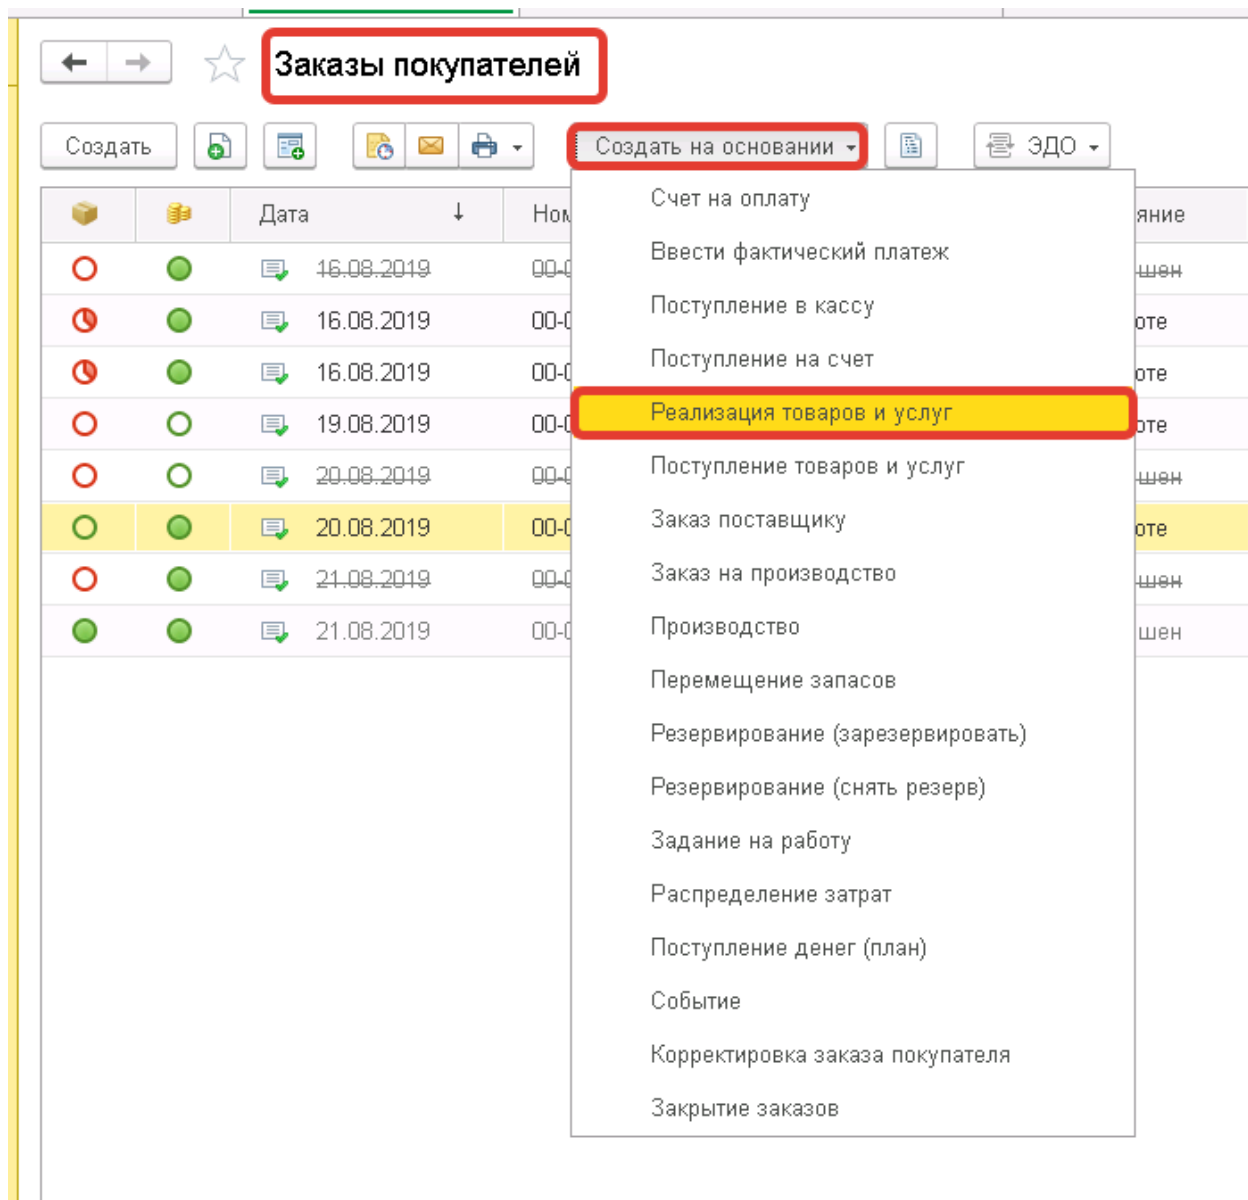 Заказы покупателей
Создать
Создать на основании
ЭДО
Дата
16.08.2019
16.08.2019
16.08.2019
19.08.2019
20.08.2019
20.08.2019
21.08.2019
21.08.2019
Счет на оплату
Ввести фактический платеж
Поступление в кассу
Поступление на счет
Реализация товаров и услуг
Поступление товаров и услуг
Заказ поставщику
Заказ на производство
Производство
Перемещение запасов
Резервирование (зарезервировать)
Резервирование (снять резерв)
Задание на работу
Распределение затрат
Поступление денег (план)
Событие
Корректировка заказа покупателя
Закрытие заказов